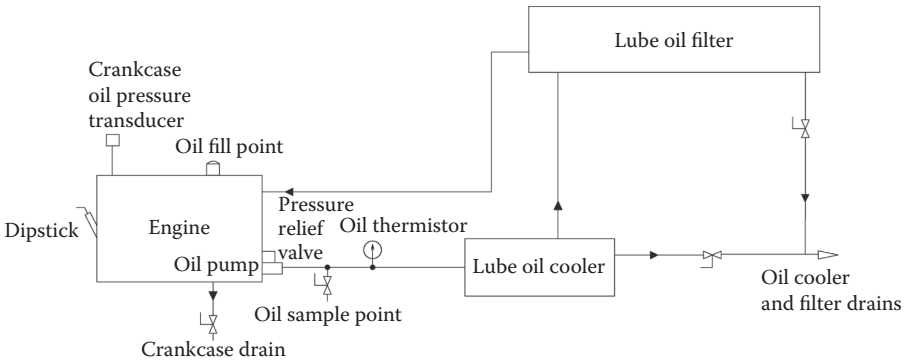 Lube oil filter
Crankcase
oil pressure
transducer
Oil fill point
Dipstick
Engine
Pressure
relief
valve
Oil thermistor
Oil pump
Lube oil cooler
Oil sample point
Oil cooler
and filter drains
Crankcase drain